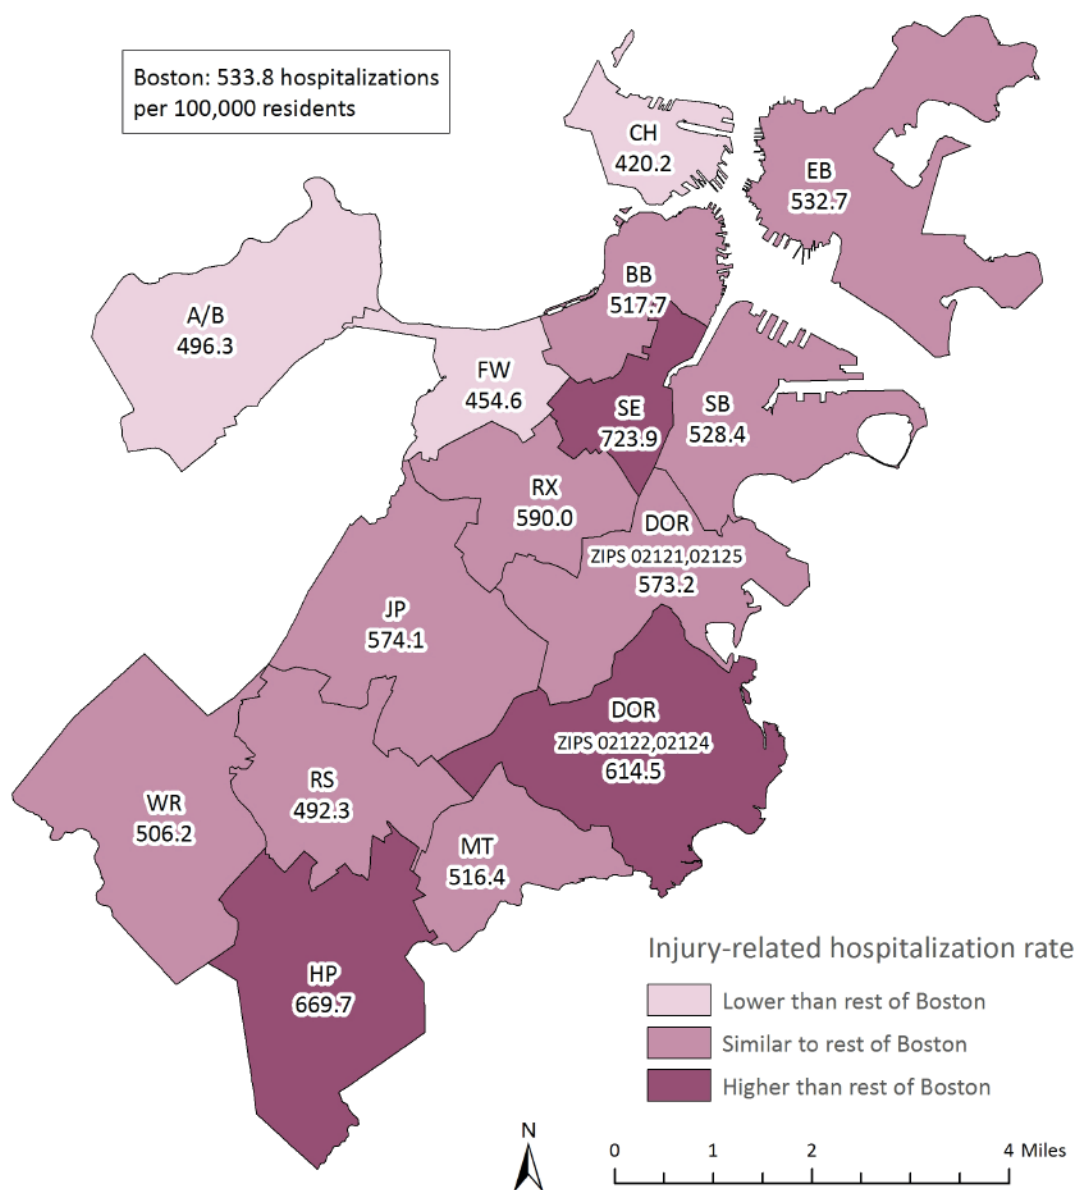 Boston: 533.8 hospitalizations
per 100,000 residents
CH
420.2
EB
532.7
BB
517.7
A/B
496.3
FW
454.6
SE
723.9
SB
528.4
RX
590.0
DOR
ZIPS 02121,02125
573.2
JP
574.1
DOR
ZIPS 02122,02124
614.5
RS
492.3
WR
506.2
MT
516.4
HP
669.7
Injury-related hospitalization rate
Lower than rest of Boston
Similar to rest of Boston
Higher than rest of Boston
N
0 1 2 4 Miles